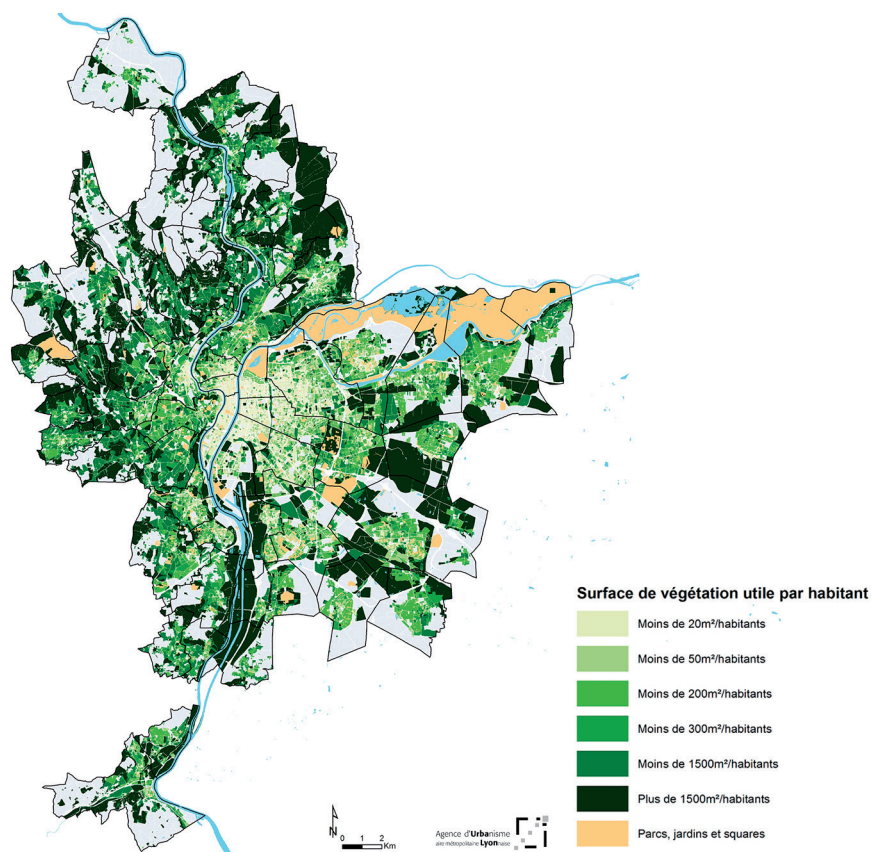 Surface de végétation utile par habitant
Moins de 20m²/habitants
Moins de 50m²/habitants
Moins de 200m²/habitants
Moins de 300m²/habitants
Moins de 1500m²/habitants
Plus de 1500m²/habitants
Parcs, jardins et squares
N
0 1 2
Km
Agence d'Urbanisme
aire métropolitaine Lyonnaise